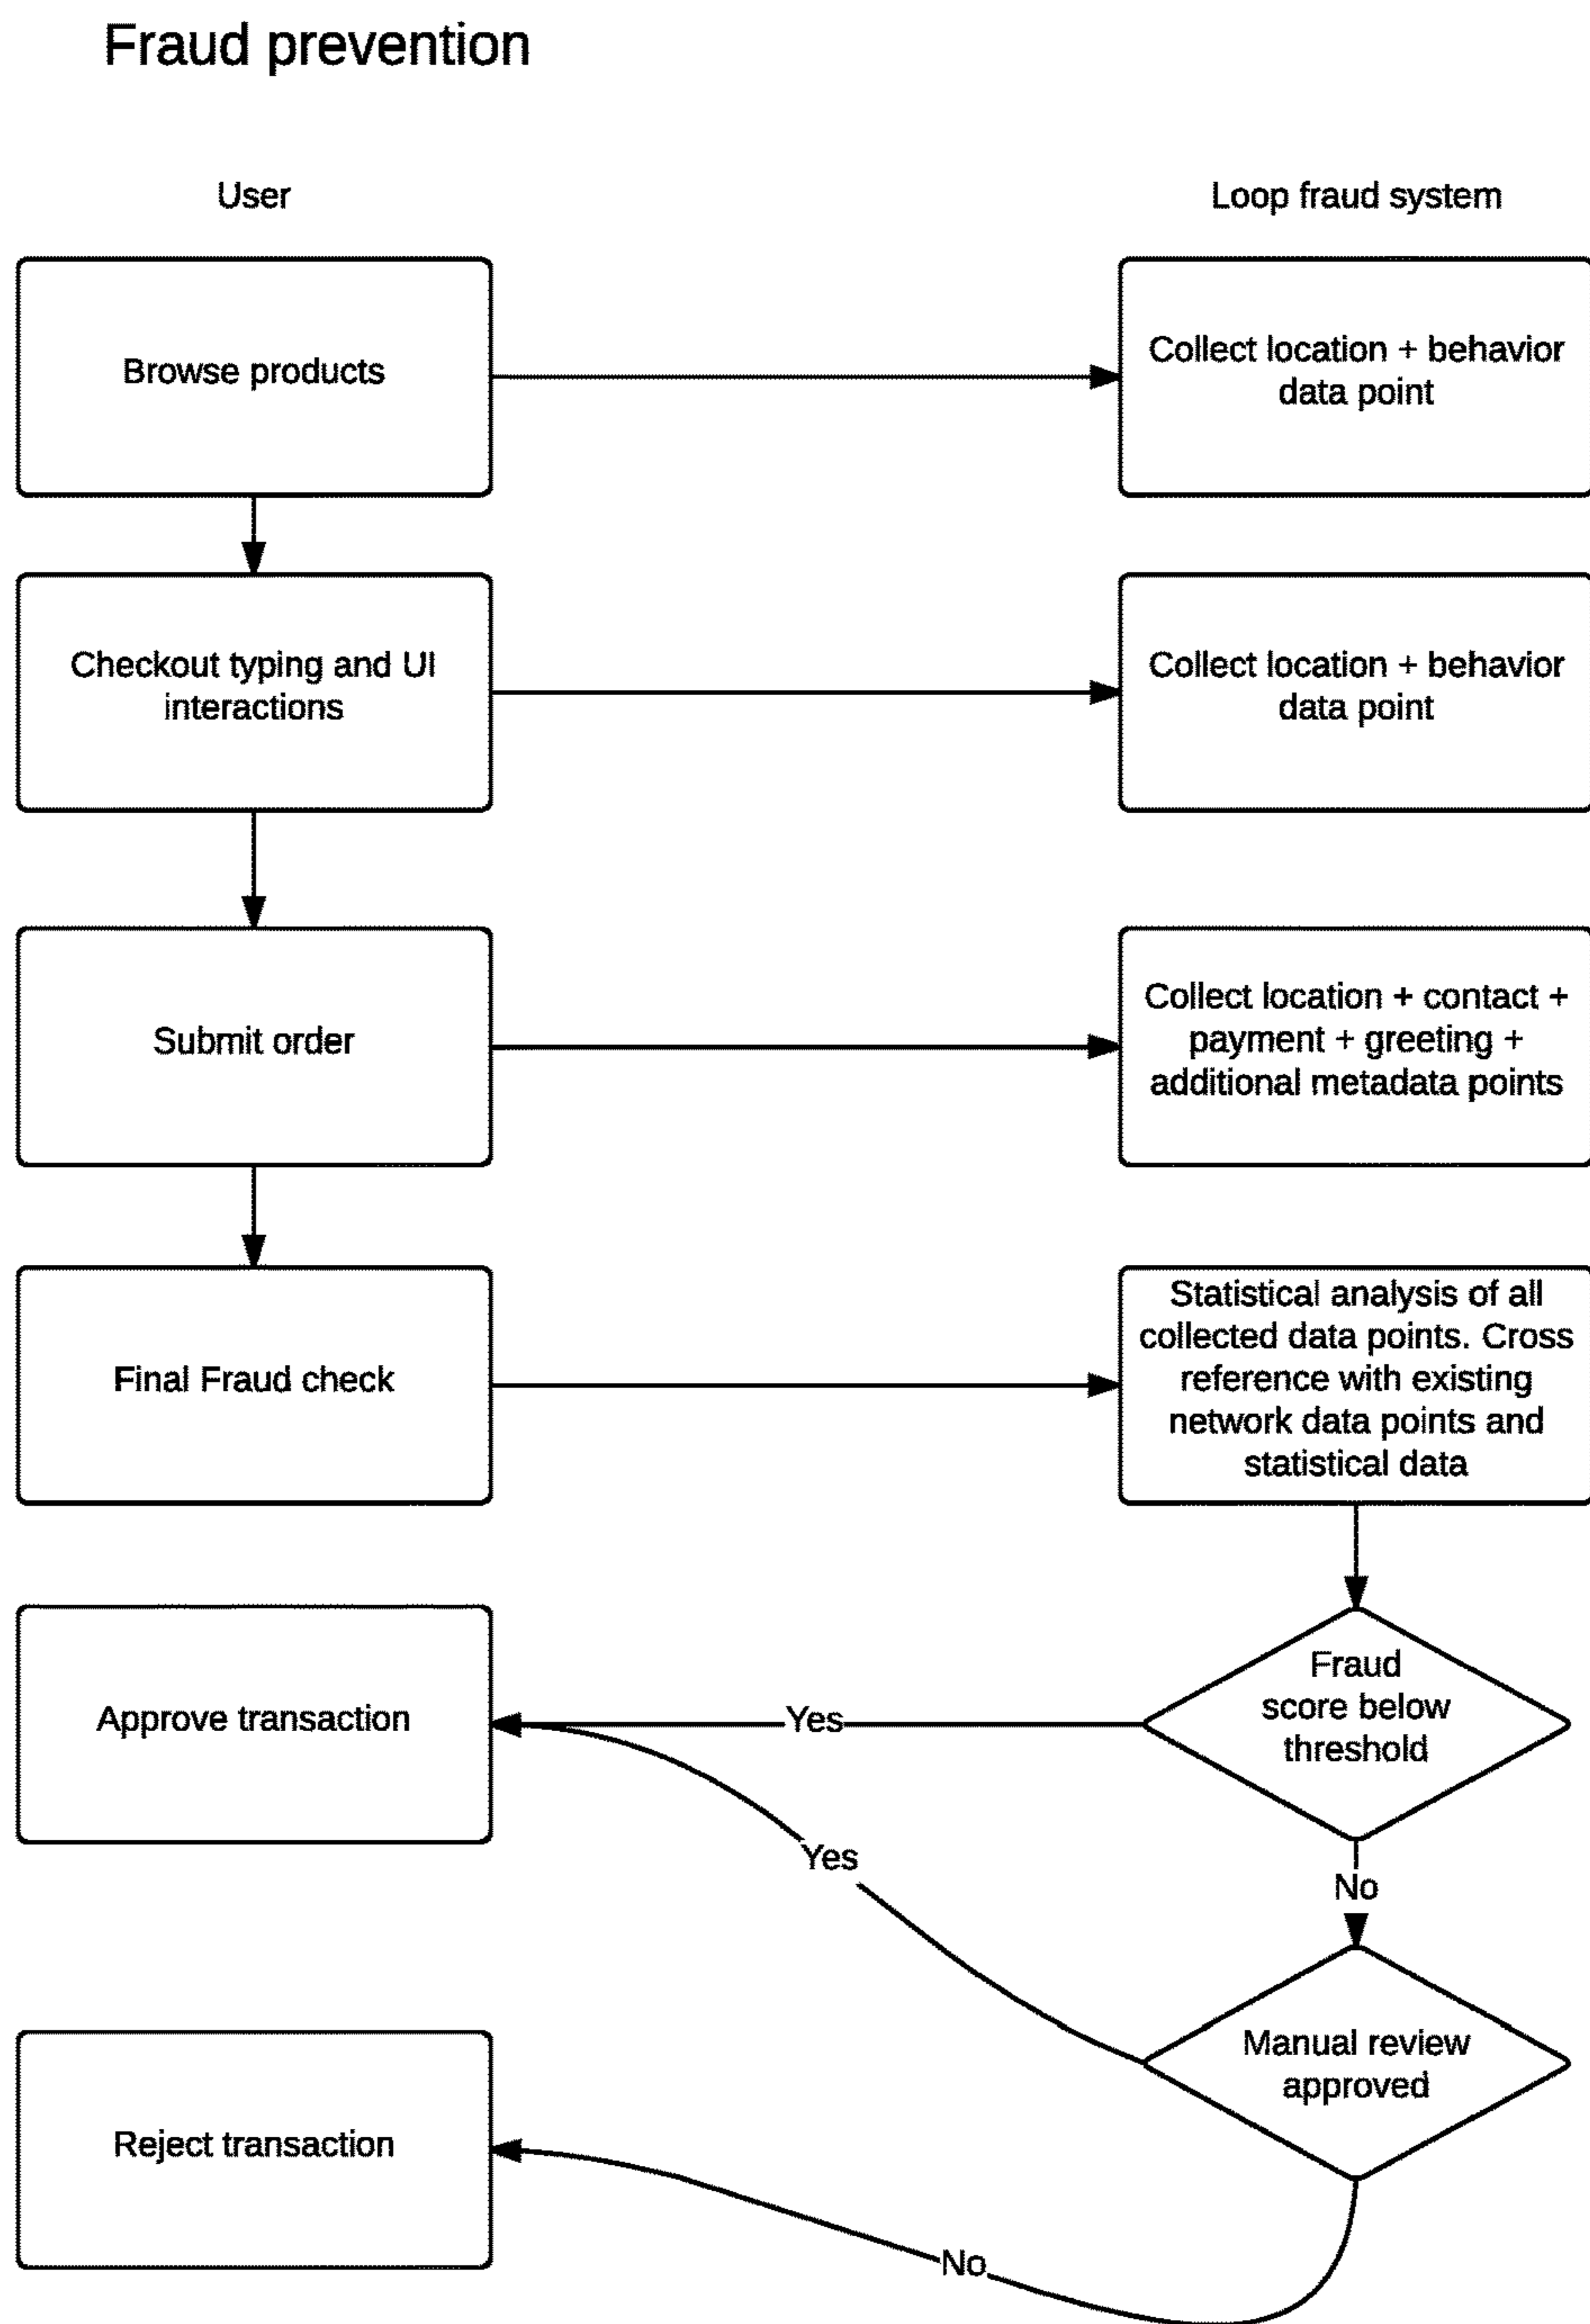 Fraud prevention
User
Loop fraud system
Browse products
Collect location + behavior
data point
Checkout typing and UI
interactions
Collect location + behavior
data point
Submit order
Collect location + contact +
payment + greeting +
additional metadata points
Final Fraud check
Statistical analysis of all
collected data points. Cross
reference with existing
network data points and
statistical data
Approve transaction
Yes
Fraud
score below
threshold
Yes
No
Manual review
approved
Reject transaction
No